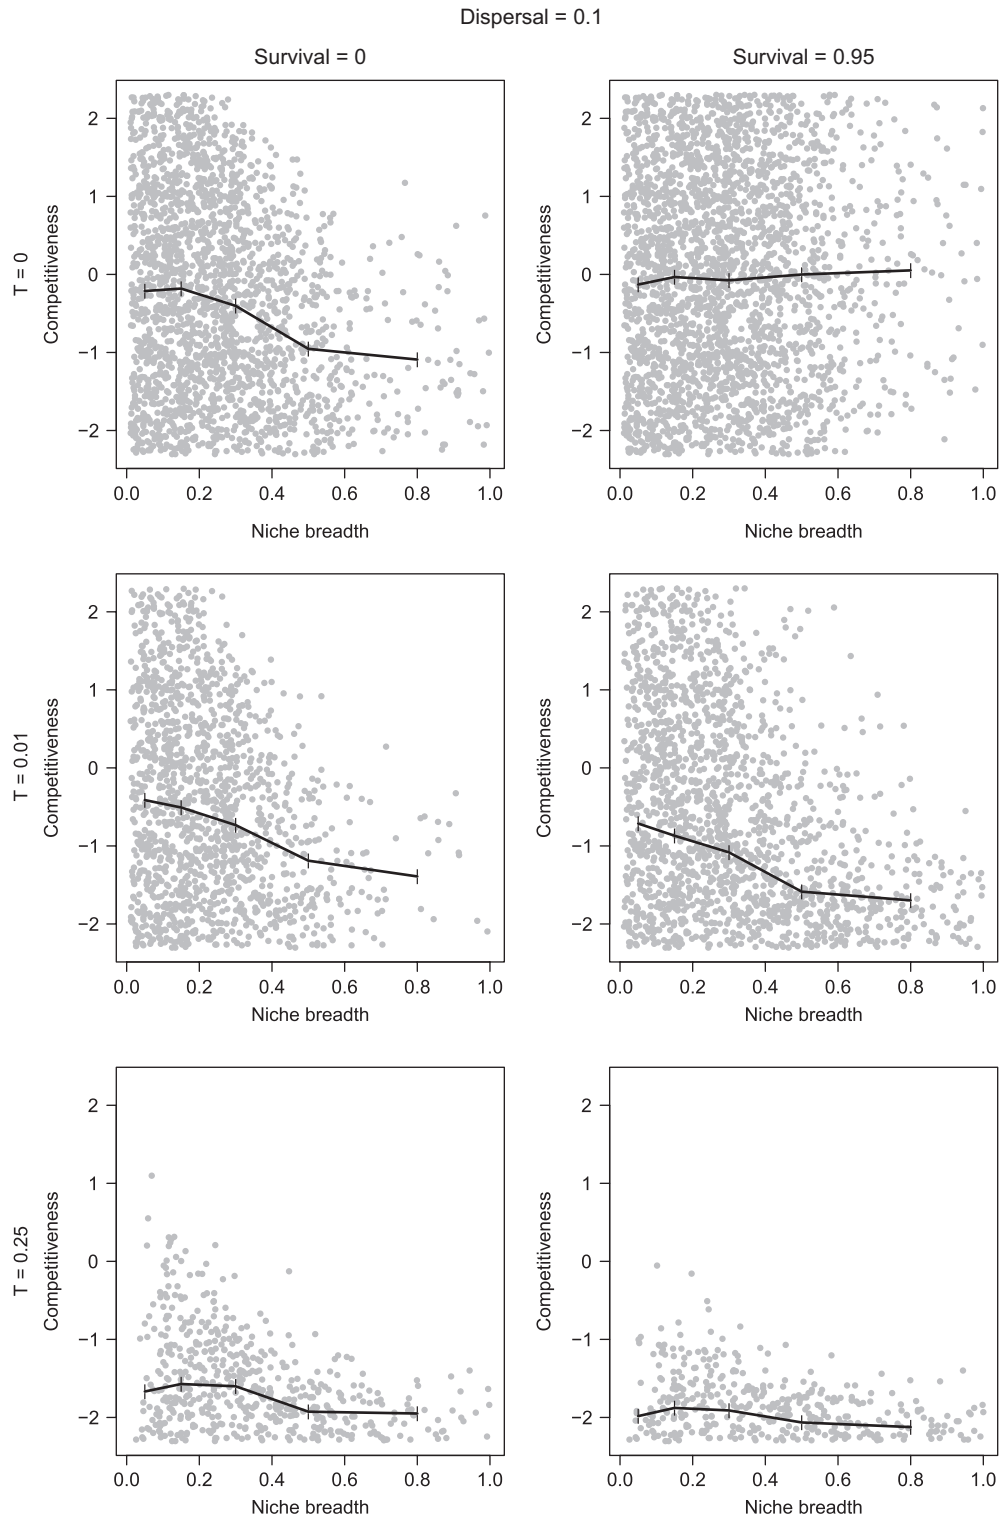 Dispersal = 0.1
Survival = 0
Survival = 0.95
T = 0
Competitiveness
2
1
0
−1
−2
0.0 0.2 0.4 0.6 0.8 1.0
Niche breadth
Competitiveness
2
1
0
−1
−2
0.0 0.2 0.4 0.6 0.8 1.0
Niche breadth
T = 0.01
Competitiveness
2
1
0
−1
−2
0.0 0.2 0.4 0.6 0.8 1.0
Niche breadth
Competitiveness
2
1
0
−1
−2
0.0 0.2 0.4 0.6 0.8 1.0
Niche breadth
T = 0.25
Competitiveness
2
1
0
−1
−2
0.0 0.2 0.4 0.6 0.8 1.0
Niche breadth
Competitiveness
2
1
0
−1
−2
0.0 0.2 0.4 0.6 0.8 1.0
Niche breadth